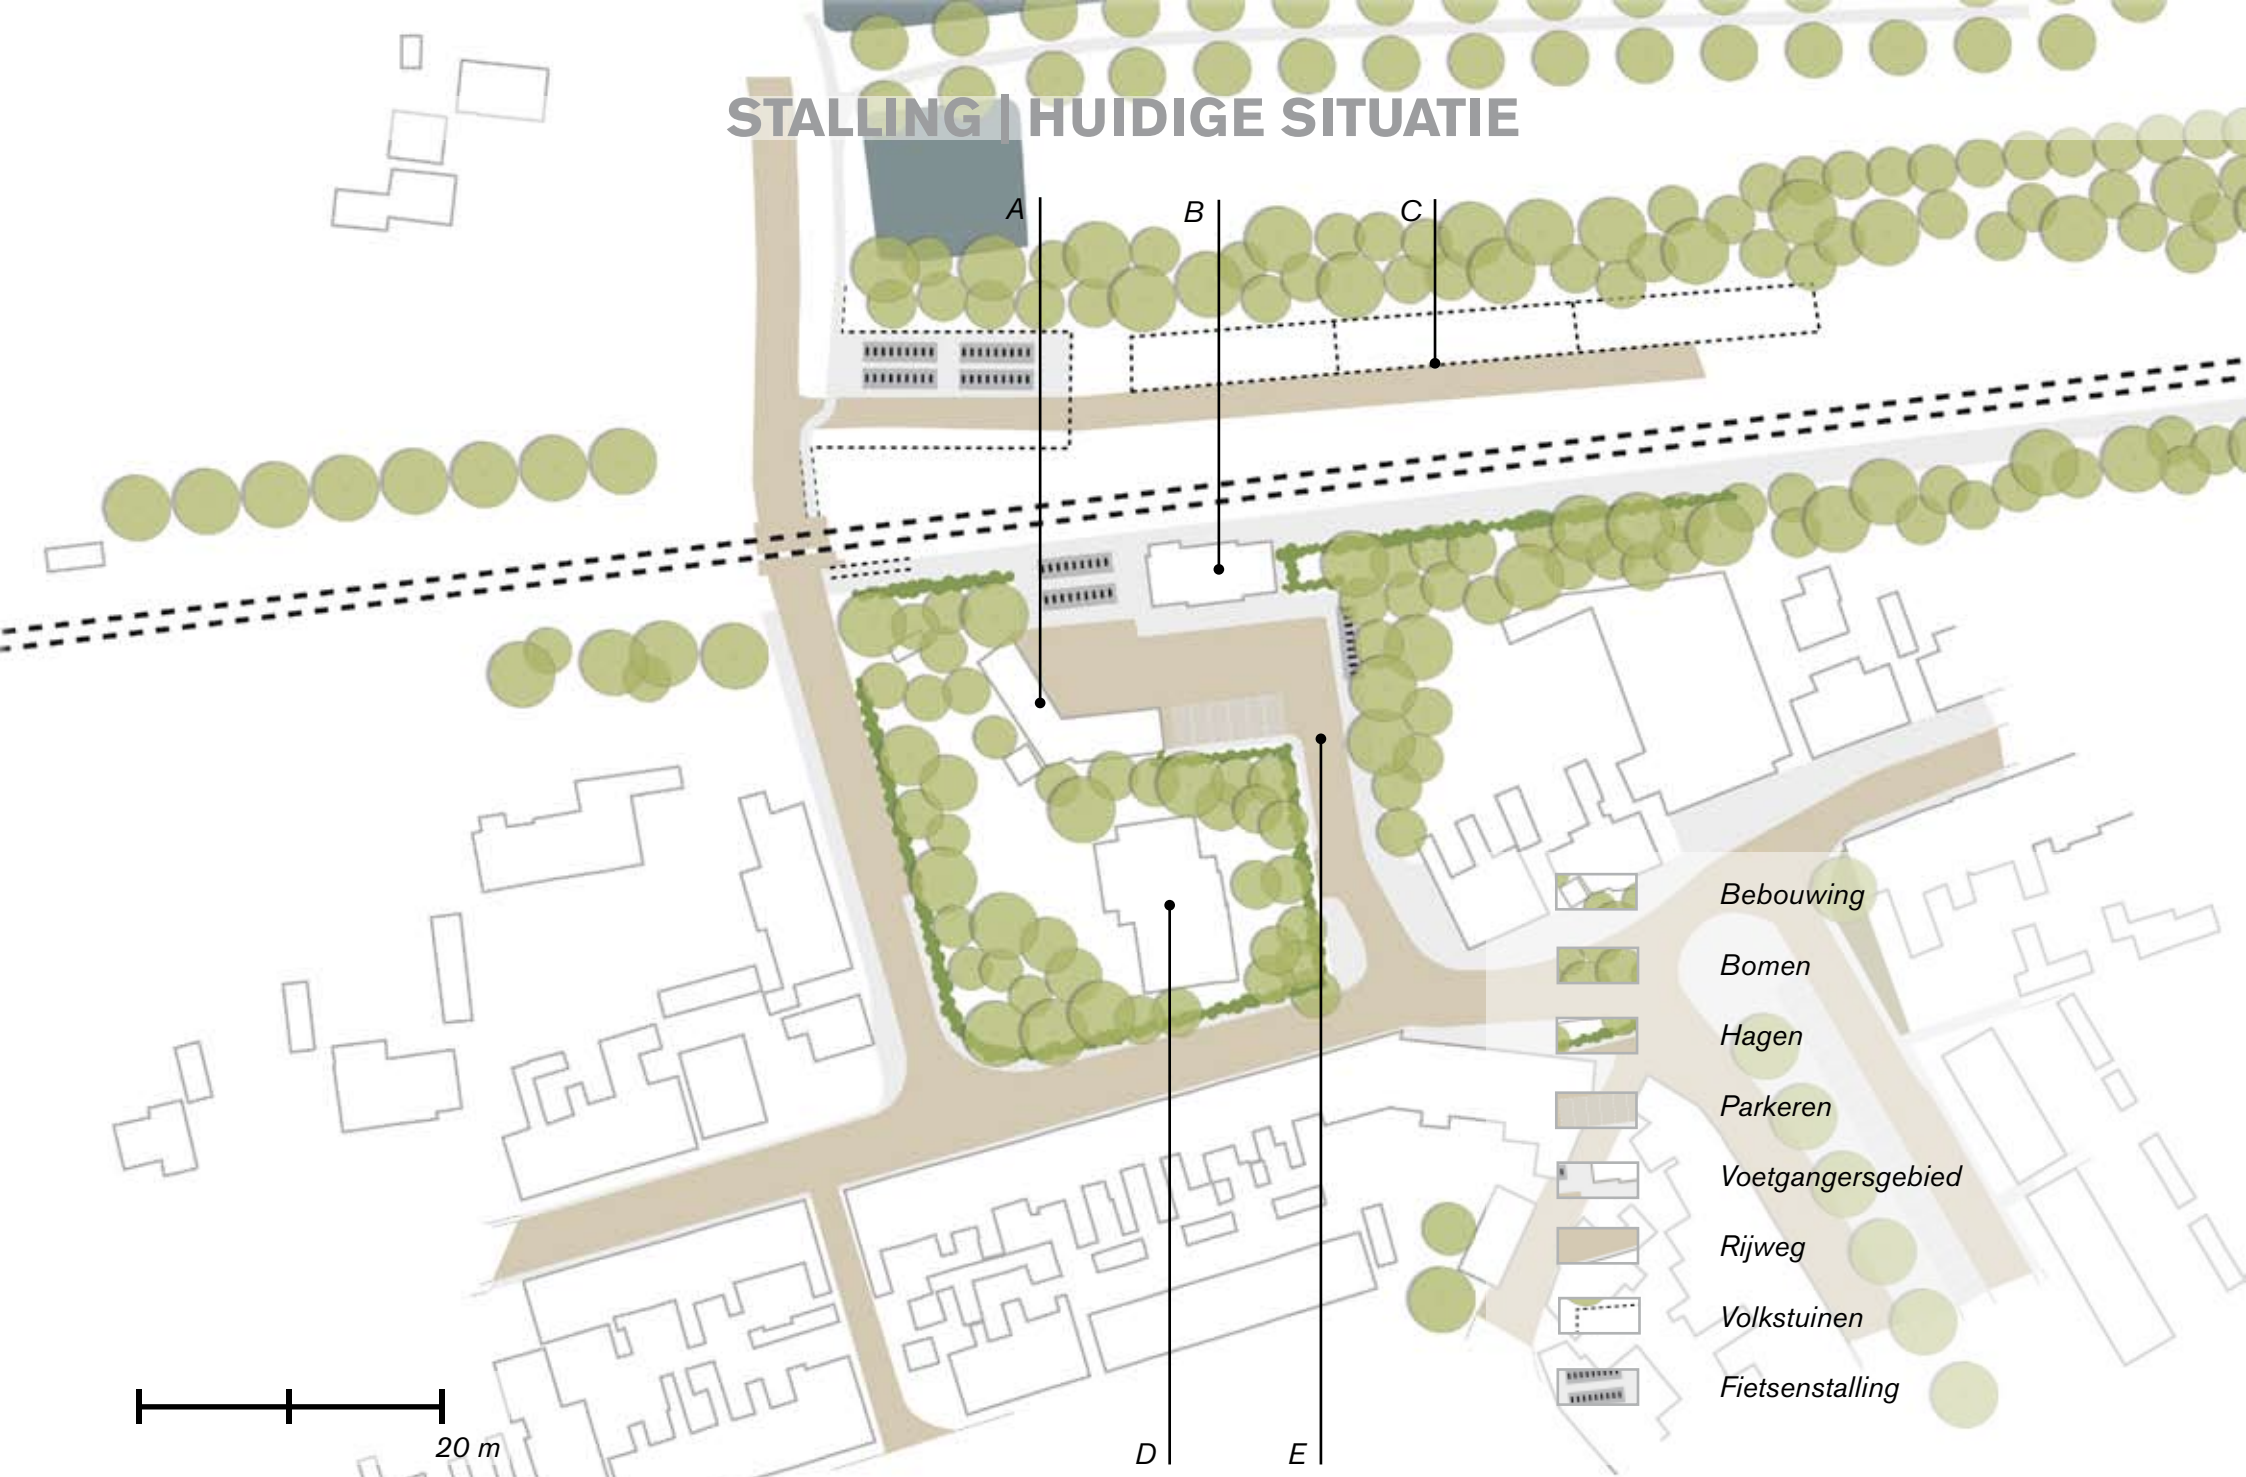 STALLING | HUIDIGE SITUATIE
A
B
C
Bebouwing
Bomen
Hagen
Parkeren
Voetgangersgebied
Rijweg
Volkstuinen
Fietsenstalling
20 m
D
E